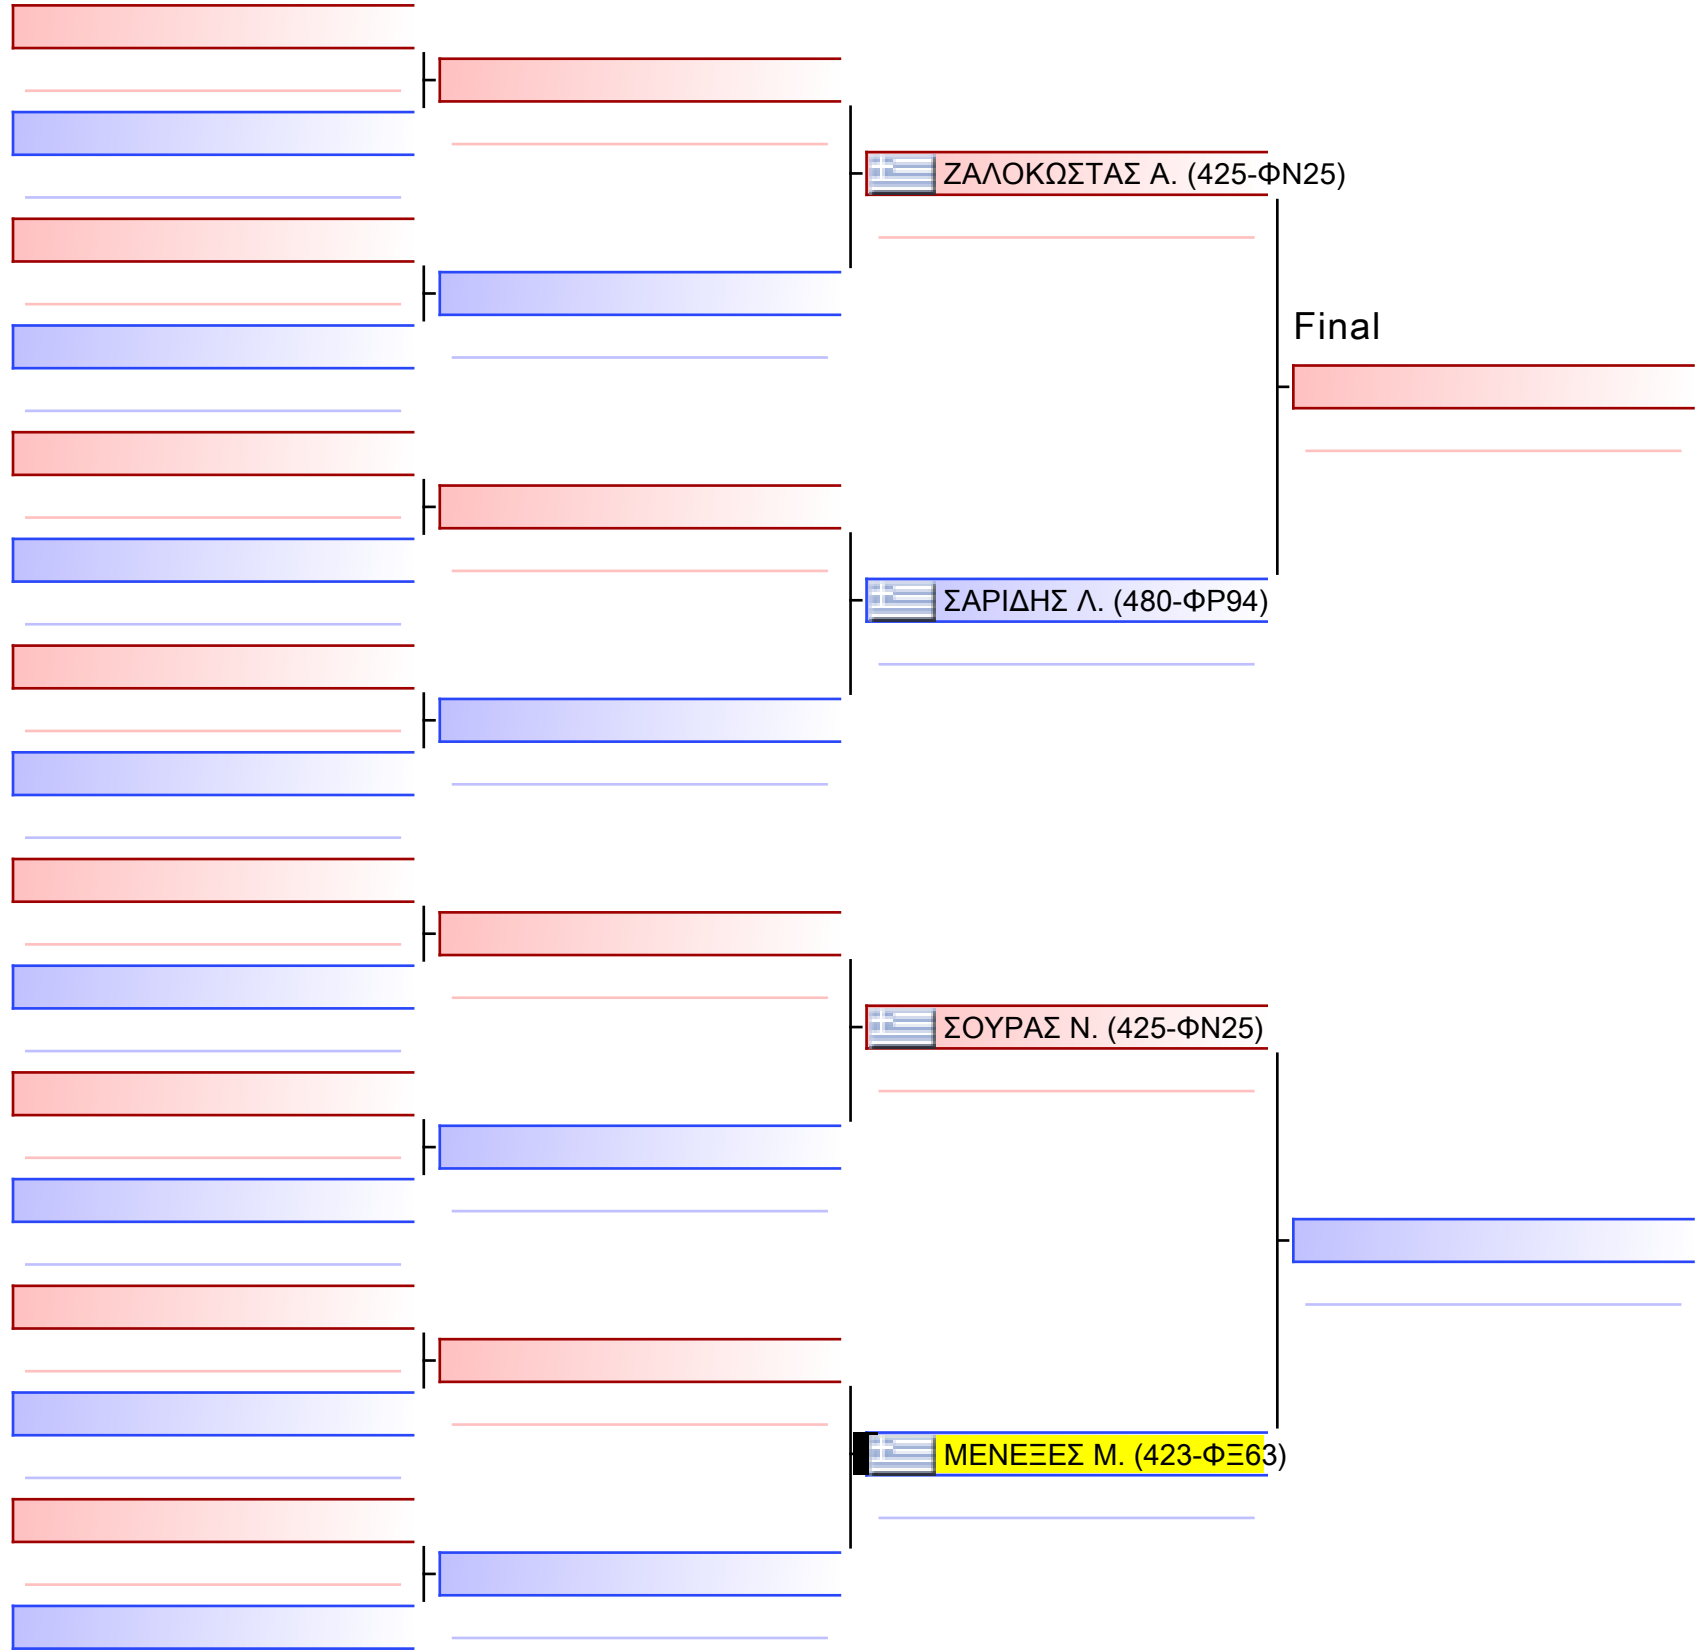 ΖΑΛΟΚΩΣΤΑΣ Α. (425-ΦΝ25)
Final
ΣΑΡΙΔΗΣ Λ. (480-ΦΡ94)
ΣΟΥΡΑΣ Ν. (425-ΦΝ25)
ΜΕΝΕΞΕΣ Μ. (423-ΦΞ63)